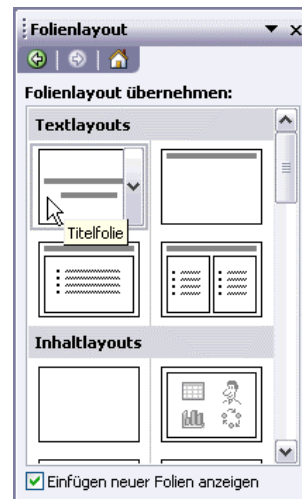 Folienlayout
Folienlayout übernehmen:
Textlayouts
Titelfolie
Inhaltlayouts
Einfügen neuer Folien anzeigen